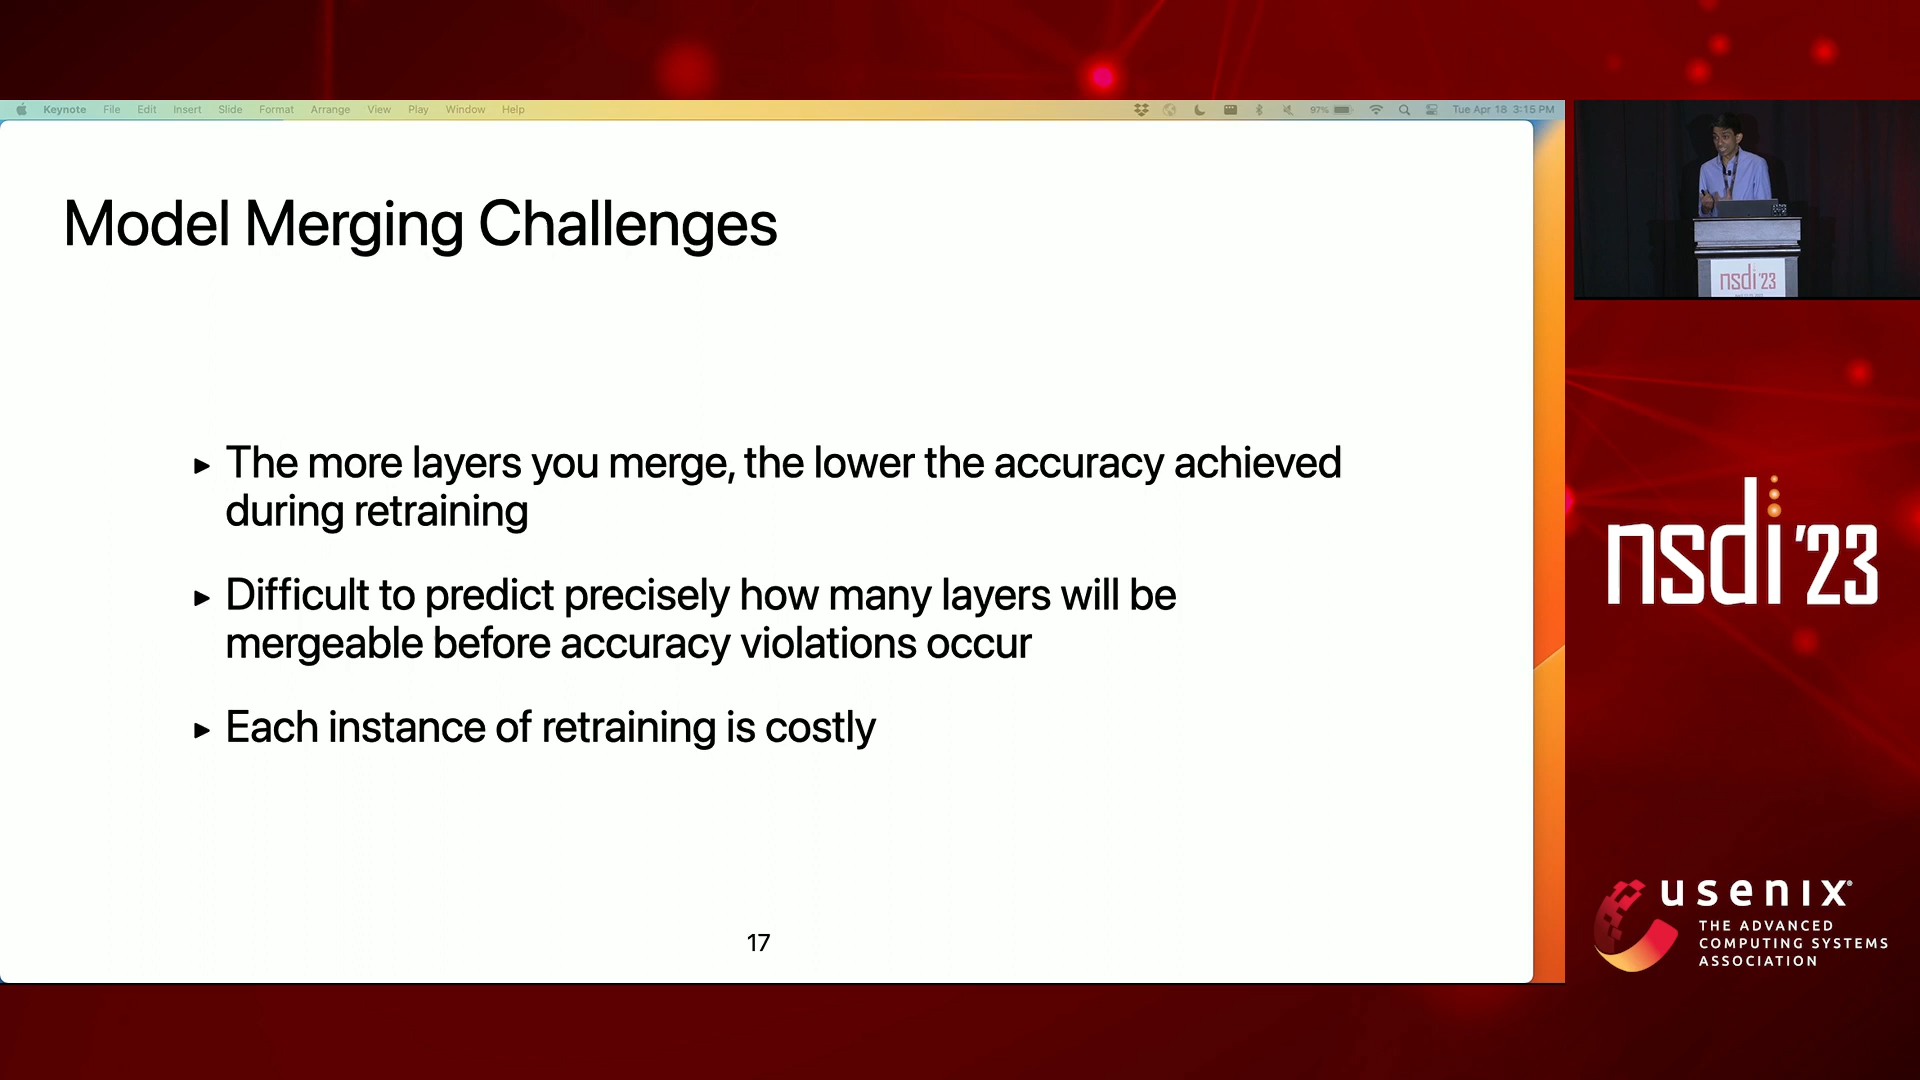 Keynote File Edit Insert Slide Format Arrange View Play Window Help 97% Tue Apr 18 3:15 PM
Model Merging Challenges
▸ The more layers you merge, the lower the accuracy achieved
during retraining
▸ Difficult to predict precisely how many layers will be
mergeable before accuracy violations occur
▸ Each instance of retraining is costly
17
nsdi '23
nsdi '23
usenix®
THE ADVANCED
COMPUTING SYSTEMS
ASSOCIATION